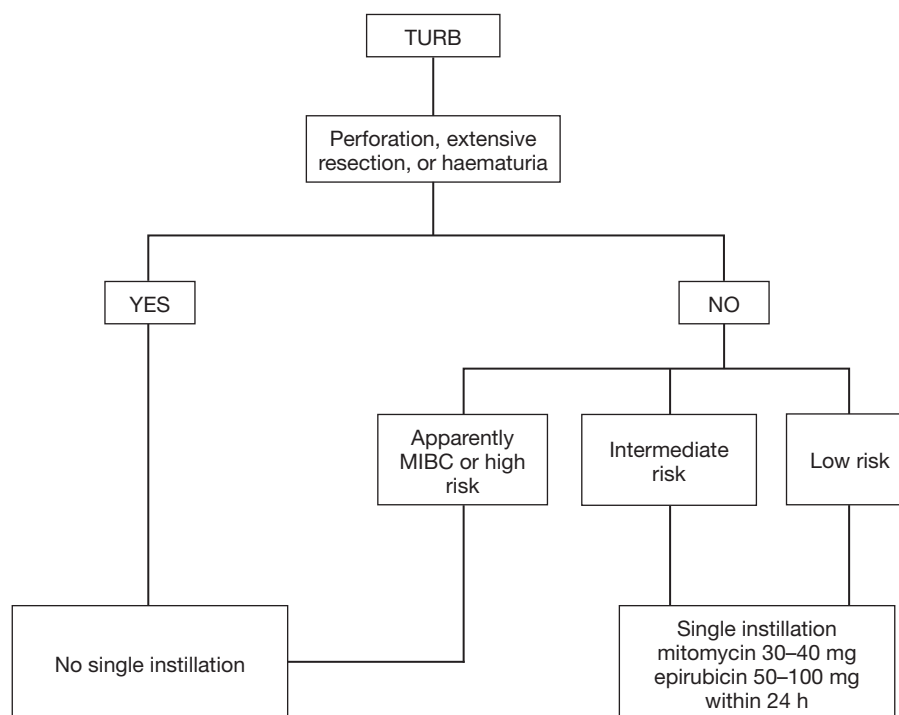 TURB
Perforation, extensive
resection, or haematuria
YES
NO
Apparently
MIBC or high
risk
Intermediate
risk
Low risk
No single instillation
Single instillation
mitomycin 30–40 mg
epirubicin 50–100 mg
within 24 h